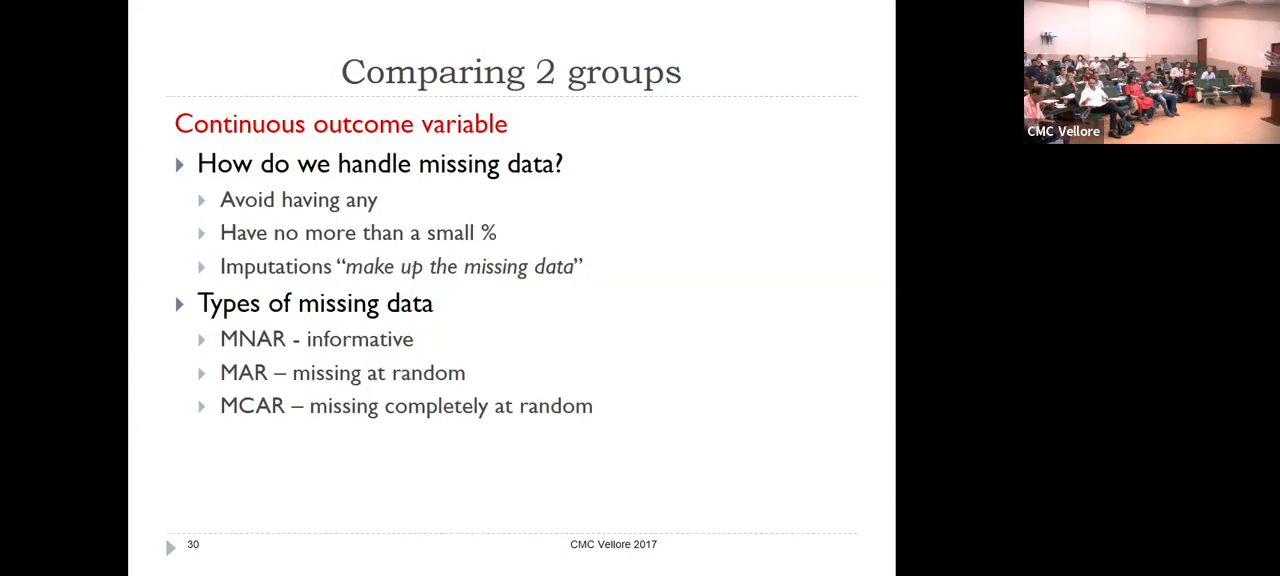 Comparing 2 groups
Continuous outcome variable
How do we handle missing data?
Avoid having any
Have no more than a small %
Imputations “make up the missing data”
Types of missing data
MNAR - informative
MAR – missing at random
MCAR – missing completely at random
30
CMC Vellore 2017
CMC Vellore